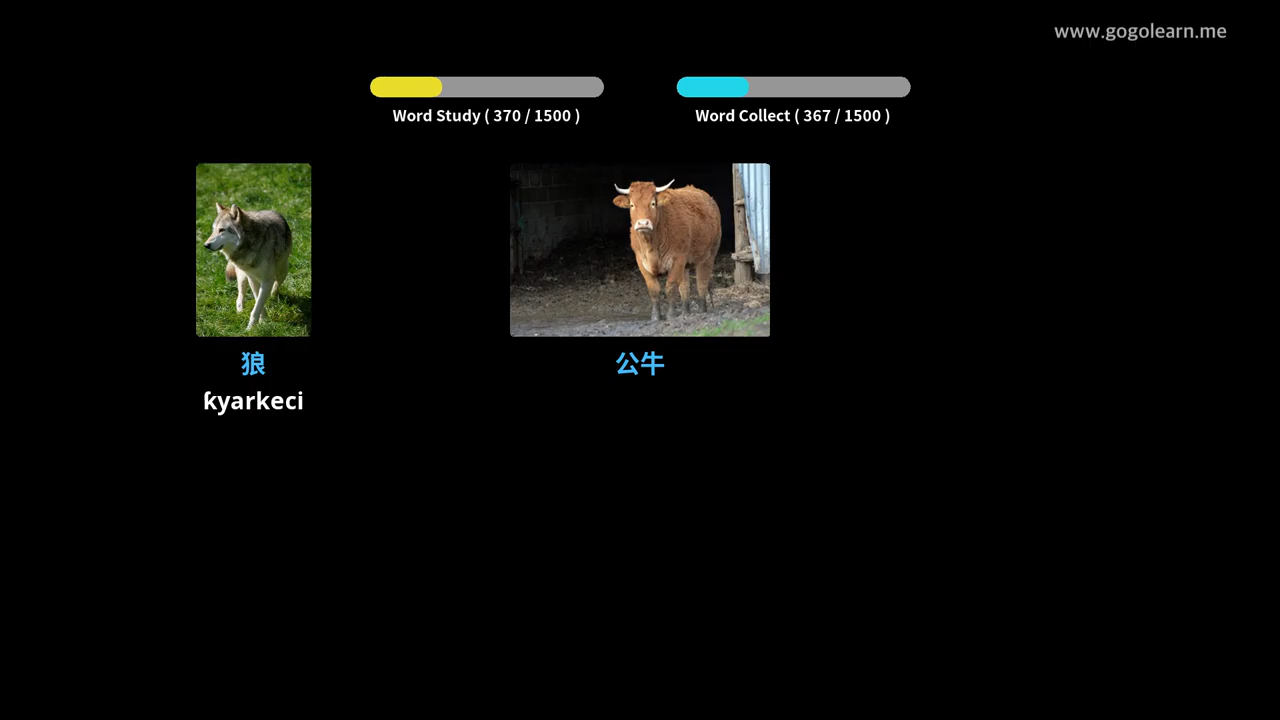 www.gogolearn.me
Word Study ( 370 / 1500 )
Word Collect ( 367 / 1500 )
狼
公牛
ƙyarkeci